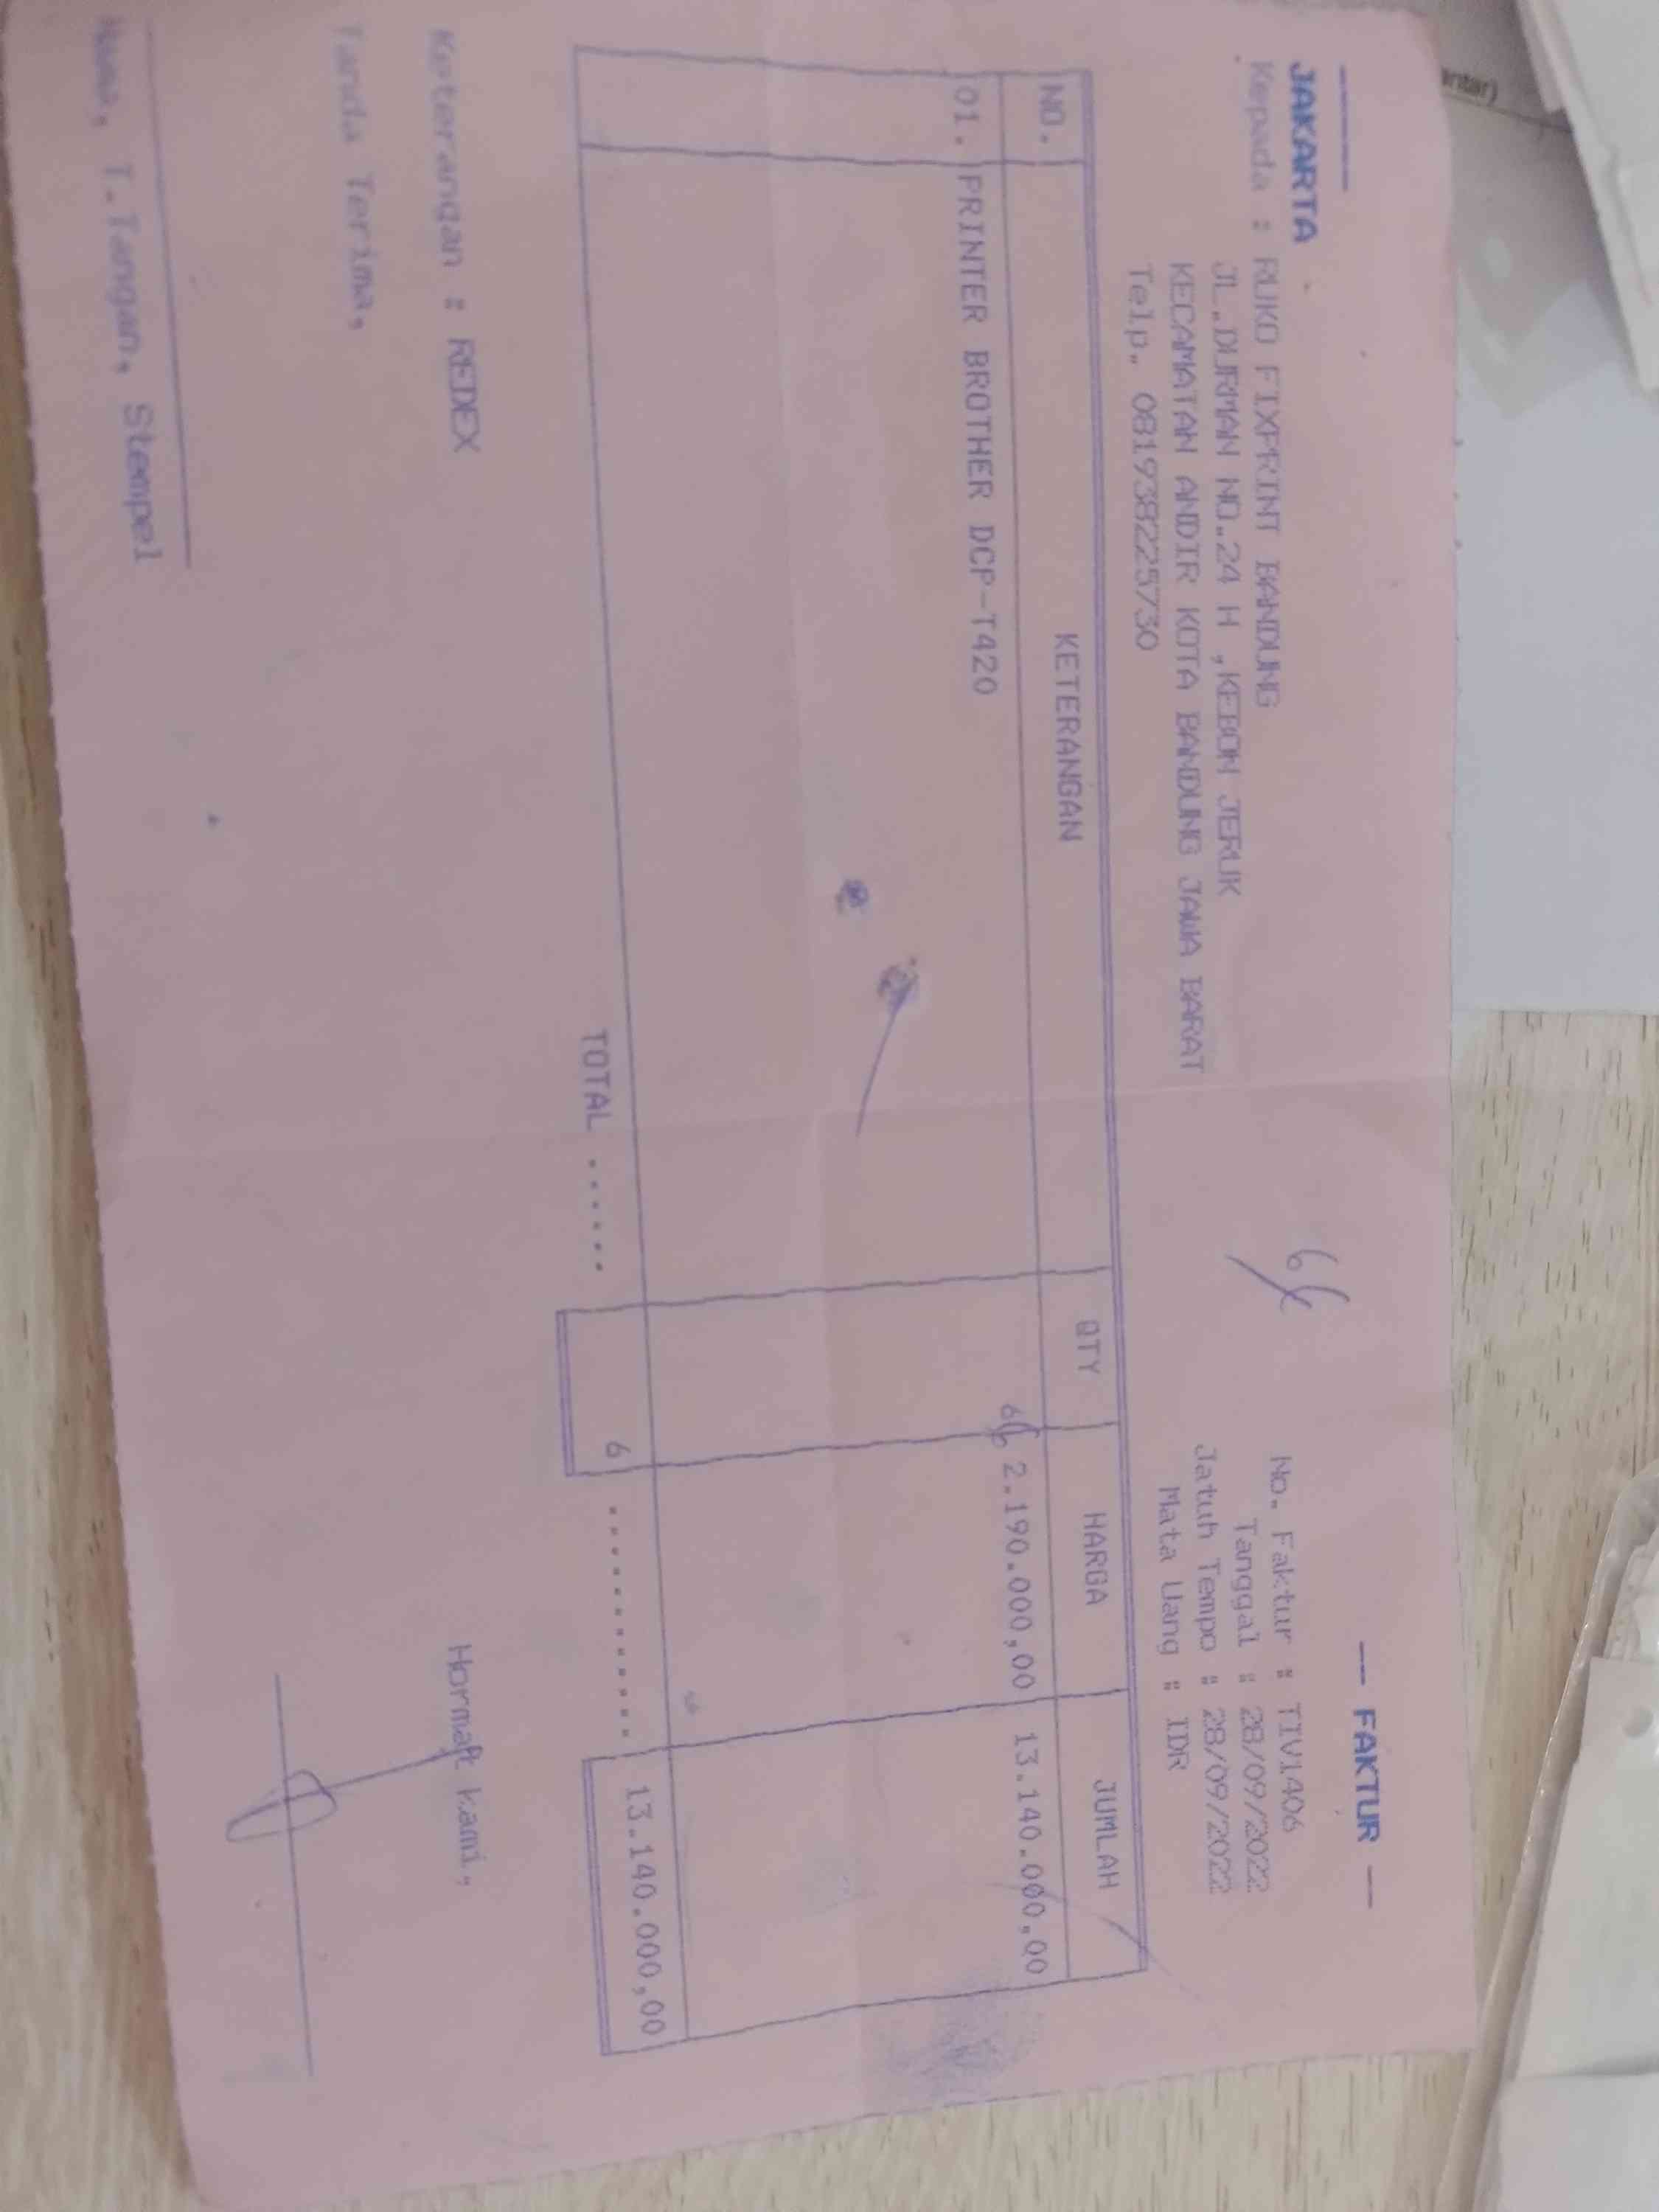 — FAKTUR —
JAKARTA
Kepada : RUKO FIXPRINT BANDUNG
JL..DURMAN NO.24 H ,KEBON JERUK
KECAMATAN ANDIR KOTA BANDUNG JAWA BARAT
Telp. 081938225730
No. Faktur : TIV1406
Tanggal : 28/09/2022
Jatuh Tempo : 28/09/2022
Mata Uang : IDR
NO. KETERANGAN QTY HARGA JUMLAH
01. PRINTER BROTHER DCP-T420 6 2.190.000,00 13.140.000,00
TOTAL ...... 6 ............ 13.140.000,00
Keterangan : REDEX
Hormat kami,
Tanda Terima,
Nama, T.Tangan, Stempel
ntar)